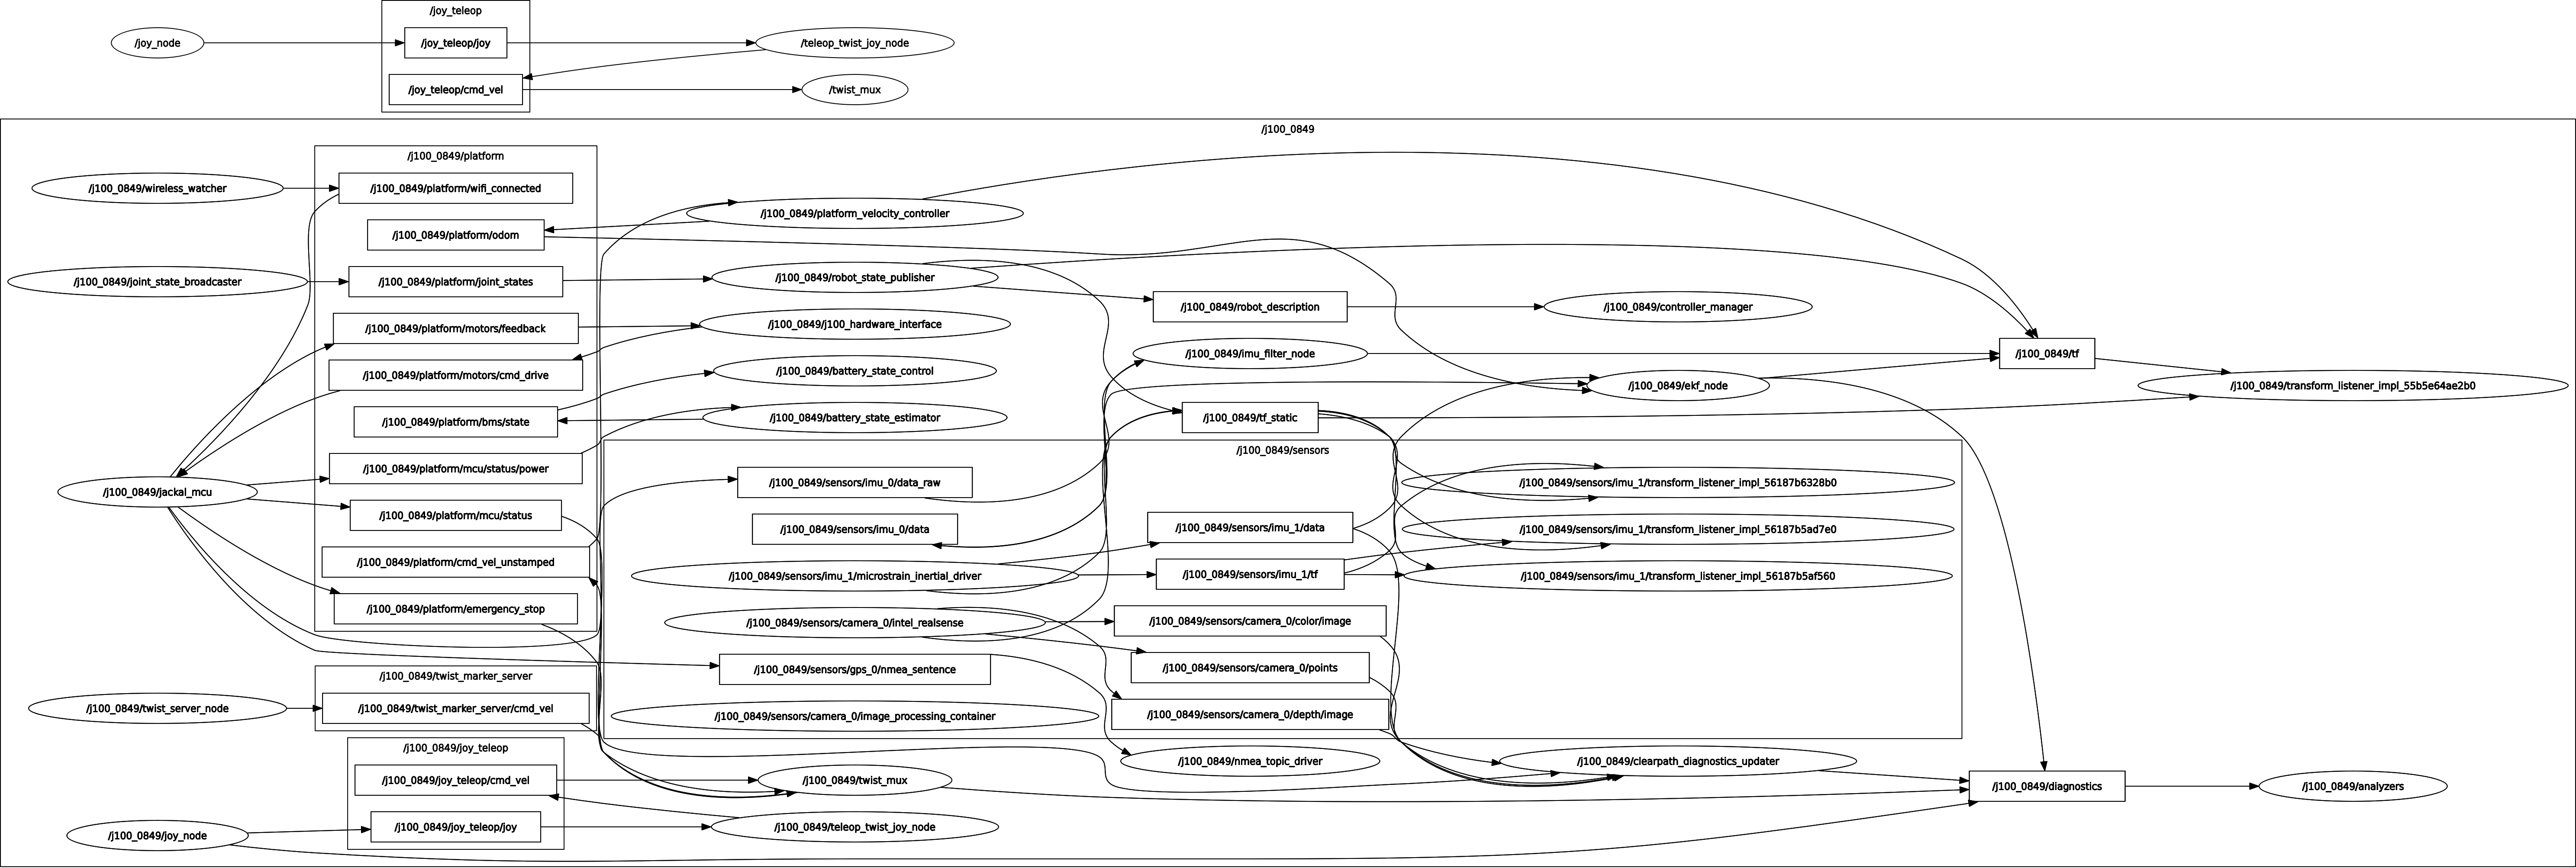 /joy_teleop
/joy_node
/joy_teleop/joy
/teleop_twist_joy_node
/joy_teleop/cmd_vel
/twist_mux
/j100_0849
/j100_0849/platform
/j100_0849/wireless_watcher
/j100_0849/platform/wifi_connected
/j100_0849/platform_velocity_controller
/j100_0849/platform/odom
/j100_0849/joint_state_broadcaster
/j100_0849/platform/joint_states
/j100_0849/robot_state_publisher
/j100_0849/robot_description
/j100_0849/controller_manager
/j100_0849/platform/motors/feedback
/j100_0849/j100_hardware_interface
/j100_0849/imu_filter_node
/j100_0849/tf
/j100_0849/platform/motors/cmd_drive
/j100_0849/battery_state_control
/j100_0849/ekf_node
/j100_0849/transform_listener_impl_55b5e64ae2b0
/j100_0849/platform/bms/state
/j100_0849/battery_state_estimator
/j100_0849/tf_static
/j100_0849/sensors
/j100_0849/platform/mcu/status/power
/j100_0849/sensors/imu_0/data_raw
/j100_0849/sensors/imu_1/transform_listener_impl_56187b6328b0
/j100_0849/jackal_mcu
/j100_0849/platform/mcu/status
/j100_0849/sensors/imu_0/data
/j100_0849/sensors/imu_1/data
/j100_0849/sensors/imu_1/transform_listener_impl_56187b5ad7e0
/j100_0849/platform/cmd_vel_unstamped
/j100_0849/sensors/imu_1/microstrain_inertial_driver
/j100_0849/sensors/imu_1/tf
/j100_0849/sensors/imu_1/transform_listener_impl_56187b5af560
/j100_0849/platform/emergency_stop
/j100_0849/sensors/camera_0/intel_realsense
/j100_0849/sensors/camera_0/color/image
/j100_0849/sensors/gps_0/nmea_sentence
/j100_0849/sensors/camera_0/points
/j100_0849/twist_marker_server
/j100_0849/twist_server_node
/j100_0849/twist_marker_server/cmd_vel
/j100_0849/sensors/camera_0/image_processing_container
/j100_0849/sensors/camera_0/depth/image
/j100_0849/joy_teleop
/j100_0849/nmea_topic_driver
/j100_0849/clearpath_diagnostics_updater
/j100_0849/joy_teleop/cmd_vel
/j100_0849/twist_mux
/j100_0849/diagnostics
/j100_0849/analyzers
/j100_0849/joy_node
/j100_0849/joy_teleop/joy
/j100_0849/teleop_twist_joy_node